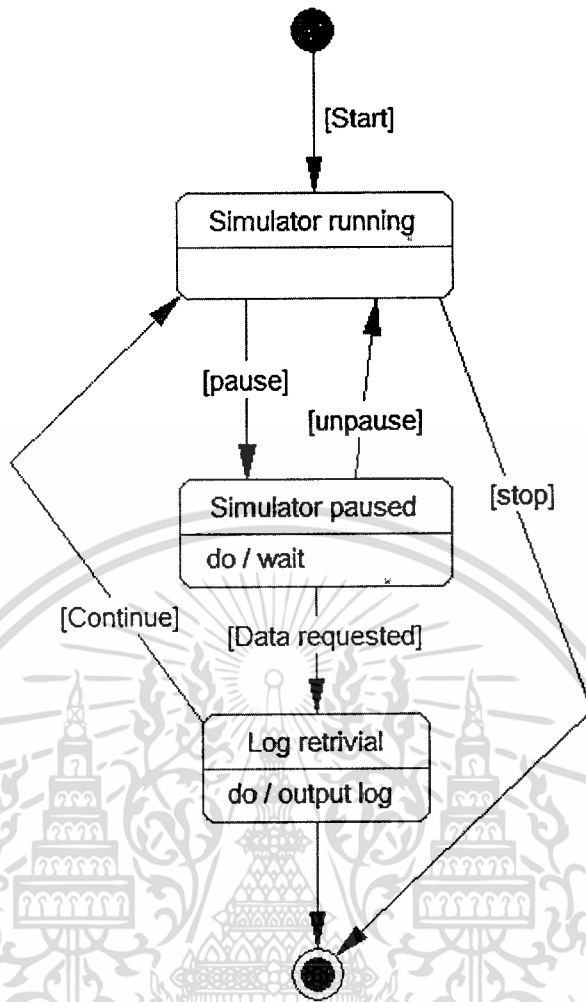 [Start]
Simulator running
[pause]
[unpause]
Simulator paused
do / wait
[stop]
[Continue]
[Data requested]
Log retrivial
do / output log